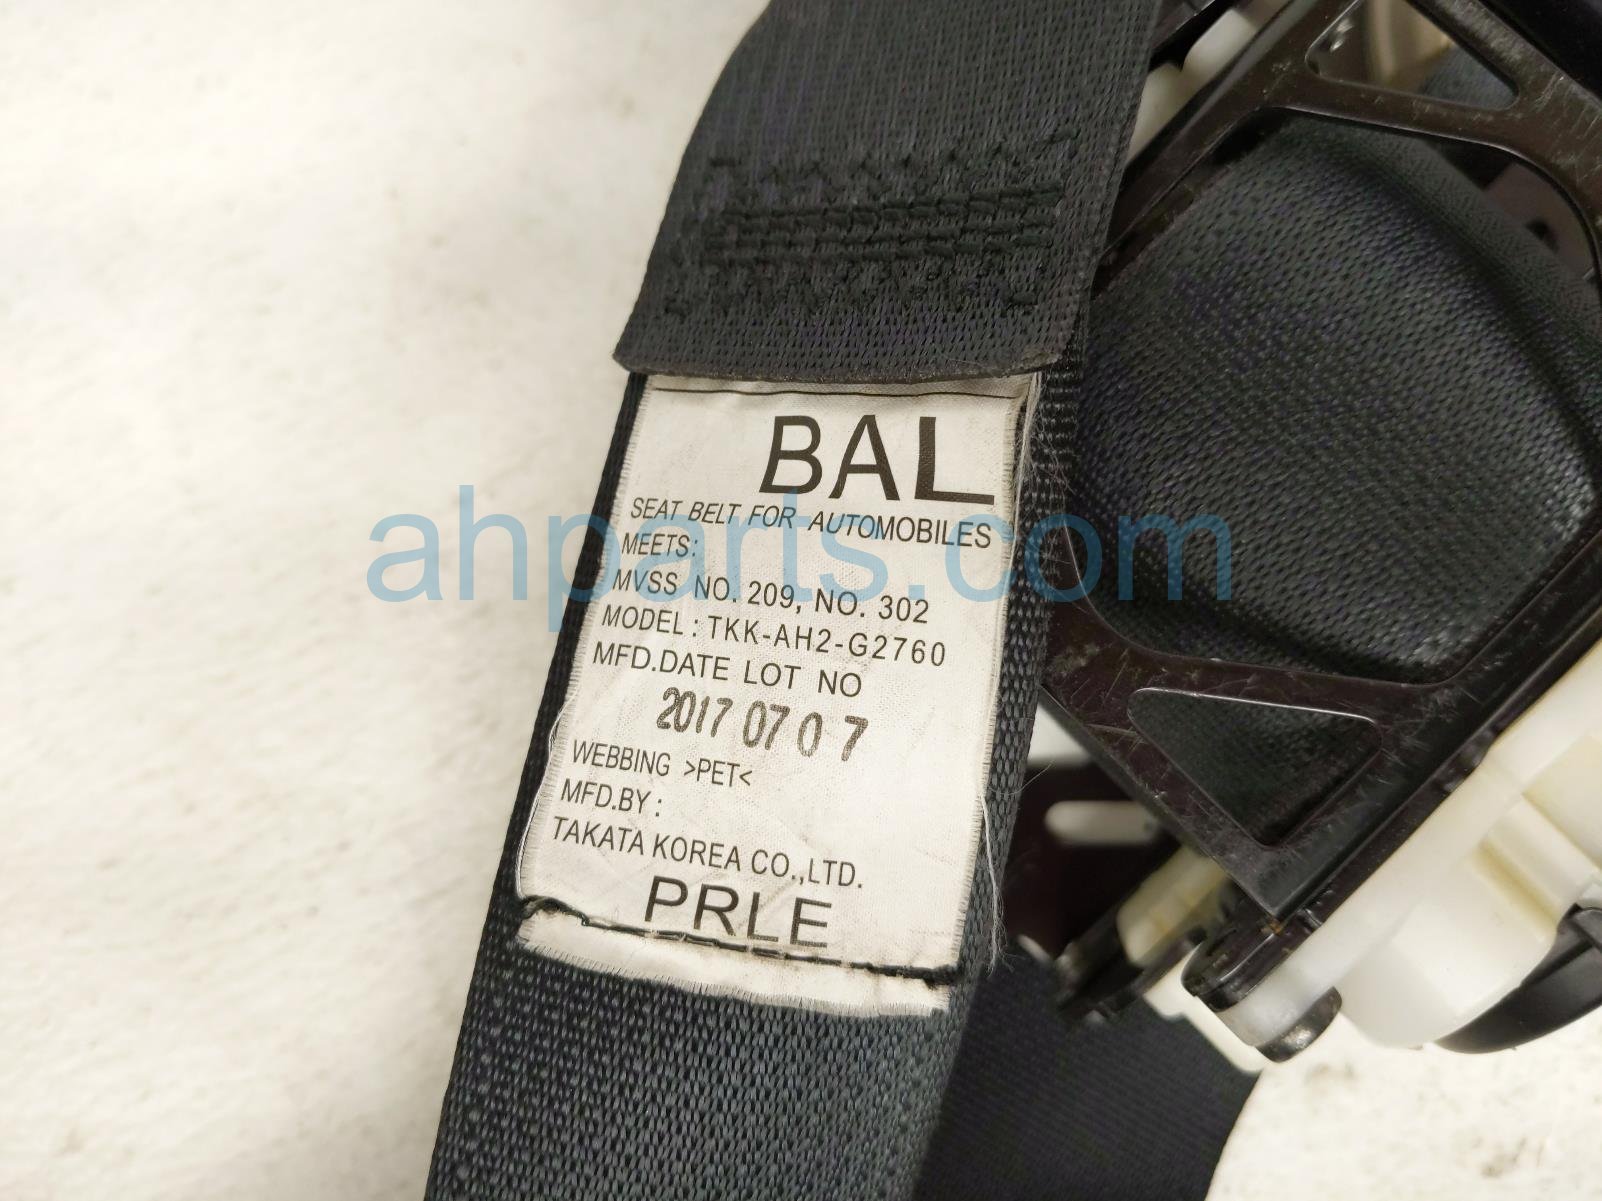 BAL
SEAT BELT FOR AUTOMOBILES
MEETS:
MVSS NO. 209, NO. 302
MODEL : TKK-AH2-G2760
MFD.DATE LOT NO
2017 07 0 7
WEBBING >PET<
MFD.BY :
TAKATA KOREA CO.,LTD.
PRLE
ahparts.com